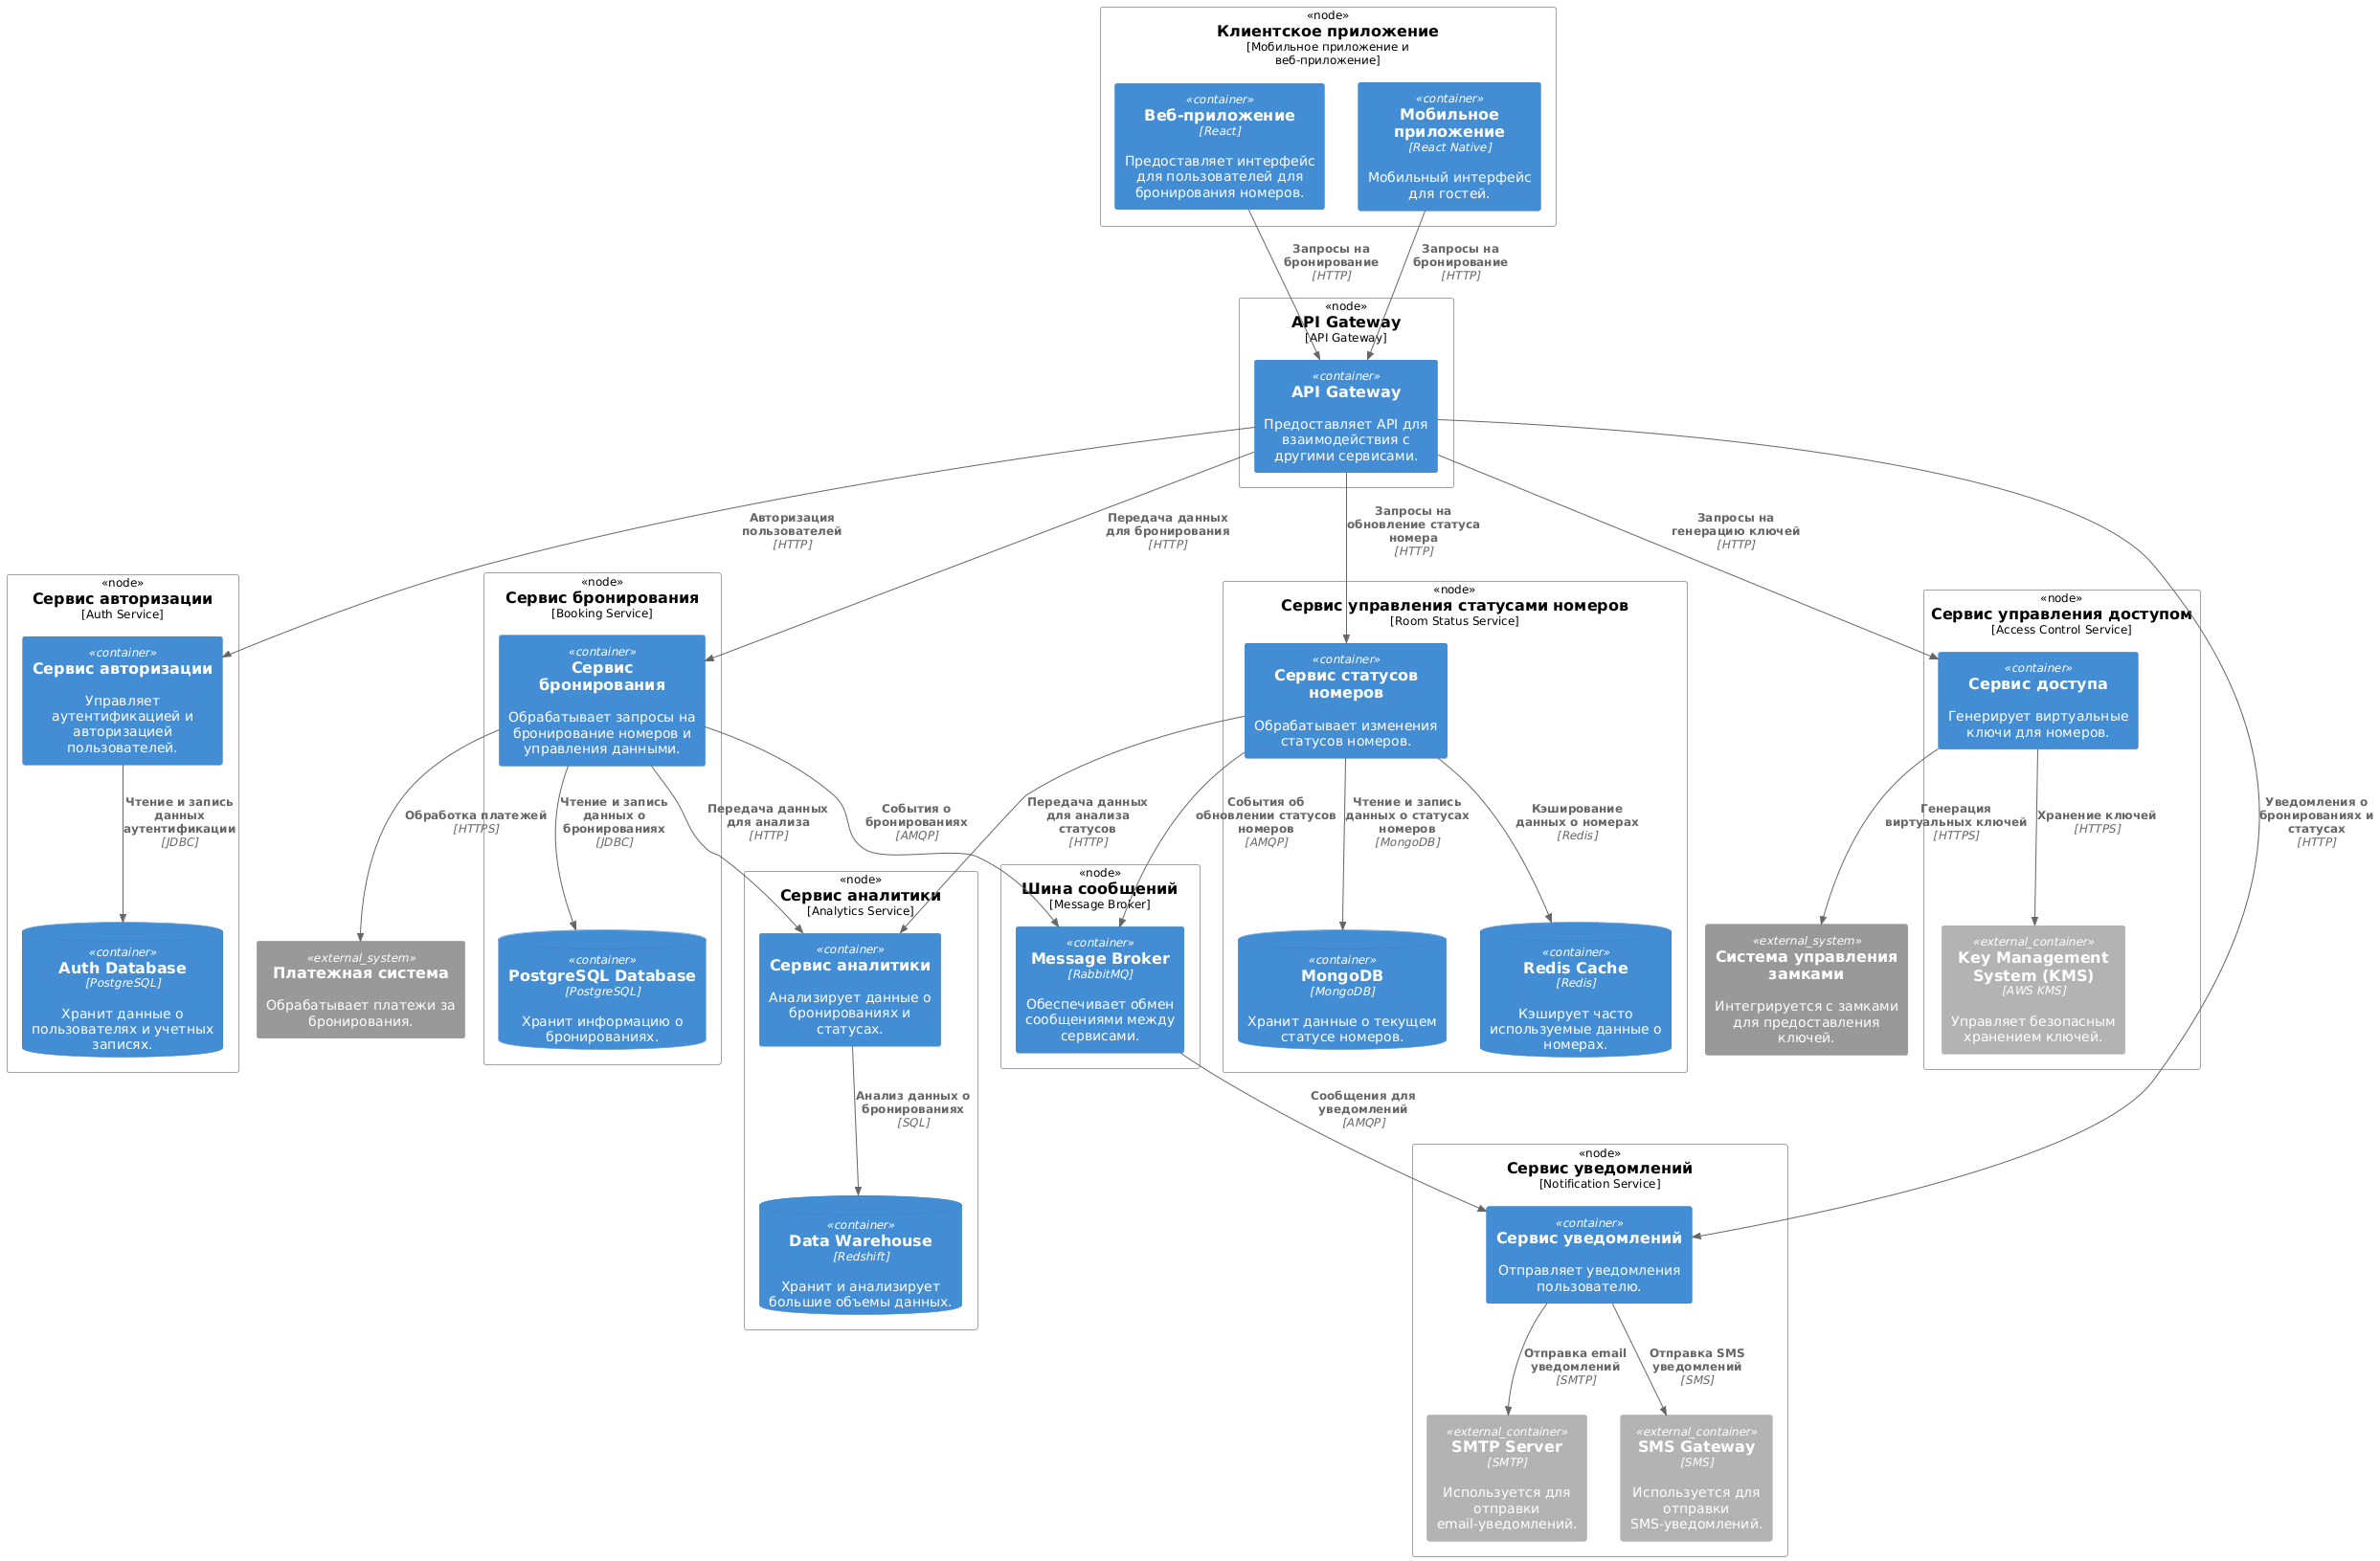 «node»
Клиентское приложение
[Мобильное приложение и
веб-приложение]
«container»
Веб-приложение
[React]
Предоставляет интерфейс
для пользователей для
бронирования номеров.
«container»
Мобильное
приложение
[React Native]
Мобильный интерфейс
для гостей.
Запросы на
бронирование
[HTTP]
Запросы на
бронирование
[HTTP]
«node»
API Gateway
[API Gateway]
«container»
API Gateway
Предоставляет API для
взаимодействия с
другими сервисами.
Авторизация
пользователей
[HTTP]
Передача данных
для бронирования
[HTTP]
Запросы на
обновление статуса
номера
[HTTP]
Запросы на
генерацию ключей
[HTTP]
«node»
Сервис авторизации
[Auth Service]
«container»
Сервис авторизации
Управляет
аутентификацией и
авторизацией
пользователей.
«node»
Сервис бронирования
[Booking Service]
«container»
Сервис
бронирования
Обрабатывает запросы на
бронирование номеров и
управления данными.
«node»
Сервис управления статусами номеров
[Room Status Service]
«container»
Сервис статусов
номеров
Обрабатывает изменения
статусов номеров.
«node»
Сервис управления доступом
[Access Control Service]
«container»
Сервис доступа
Генерирует виртуальные
ключи для номеров.
Чтение и запись
данных
аутентификации
[JDBC]
Обработка платежей
[HTTPS]
Чтение и запись
данных о
бронированиях
[JDBC]
Передача данных
для анализа
[HTTP]
События о
бронированиях
[AMQP]
Передача данных
для анализа
статусов
[HTTP]
События об
обновлении статусов
номеров
[AMQP]
Чтение и запись
данных о статусах
номеров
[MongoDB]
Кэширование
данных о номерах
[Redis]
Генерация
виртуальных ключей
[HTTPS]
Хранение ключей
[HTTPS]
Уведомления о
бронированиях и
статусах
[HTTP]
«container»
Auth Database
[PostgreSQL]
Хранит данные о
пользователях и учетных
записях.
«external_system»
Платежная система
Обрабатывает платежи за
бронирования.
«container»
PostgreSQL Database
[PostgreSQL]
Хранит информацию о
бронированиях.
«node»
Сервис аналитики
[Analytics Service]
«container»
Сервис аналитики
Анализирует данные о
бронированиях и
статусах.
«node»
Шина сообщений
[Message Broker]
«container»
Message Broker
[RabbitMQ]
Обеспечивает обмен
сообщениями между
сервисами.
«container»
MongoDB
[MongoDB]
Хранит данные о текущем
статусе номеров.
«container»
Redis Cache
[Redis]
Кэширует часто
используемые данные о
номерах.
«external_system»
Система управления
замками
Интегрируется с замками
для предоставления
ключей.
«external_container»
Key Management
System (KMS)
[AWS KMS]
Управляет безопасным
хранением ключей.
Анализ данных о
бронированиях
[SQL]
Сообщения для
уведомлений
[AMQP]
«container»
Data Warehouse
[Redshift]
Хранит и анализирует
большие объемы данных.
«node»
Сервис уведомлений
[Notification Service]
«container»
Сервис уведомлений
Отправляет уведомления
пользователю.
Отправка email
уведомлений
[SMTP]
Отправка SMS
уведомлений
[SMS]
«external_container»
SMTP Server
[SMTP]
Используется для
отправки
email-уведомлений.
«external_container»
SMS Gateway
[SMS]
Используется для
отправки
SMS-уведомлений.